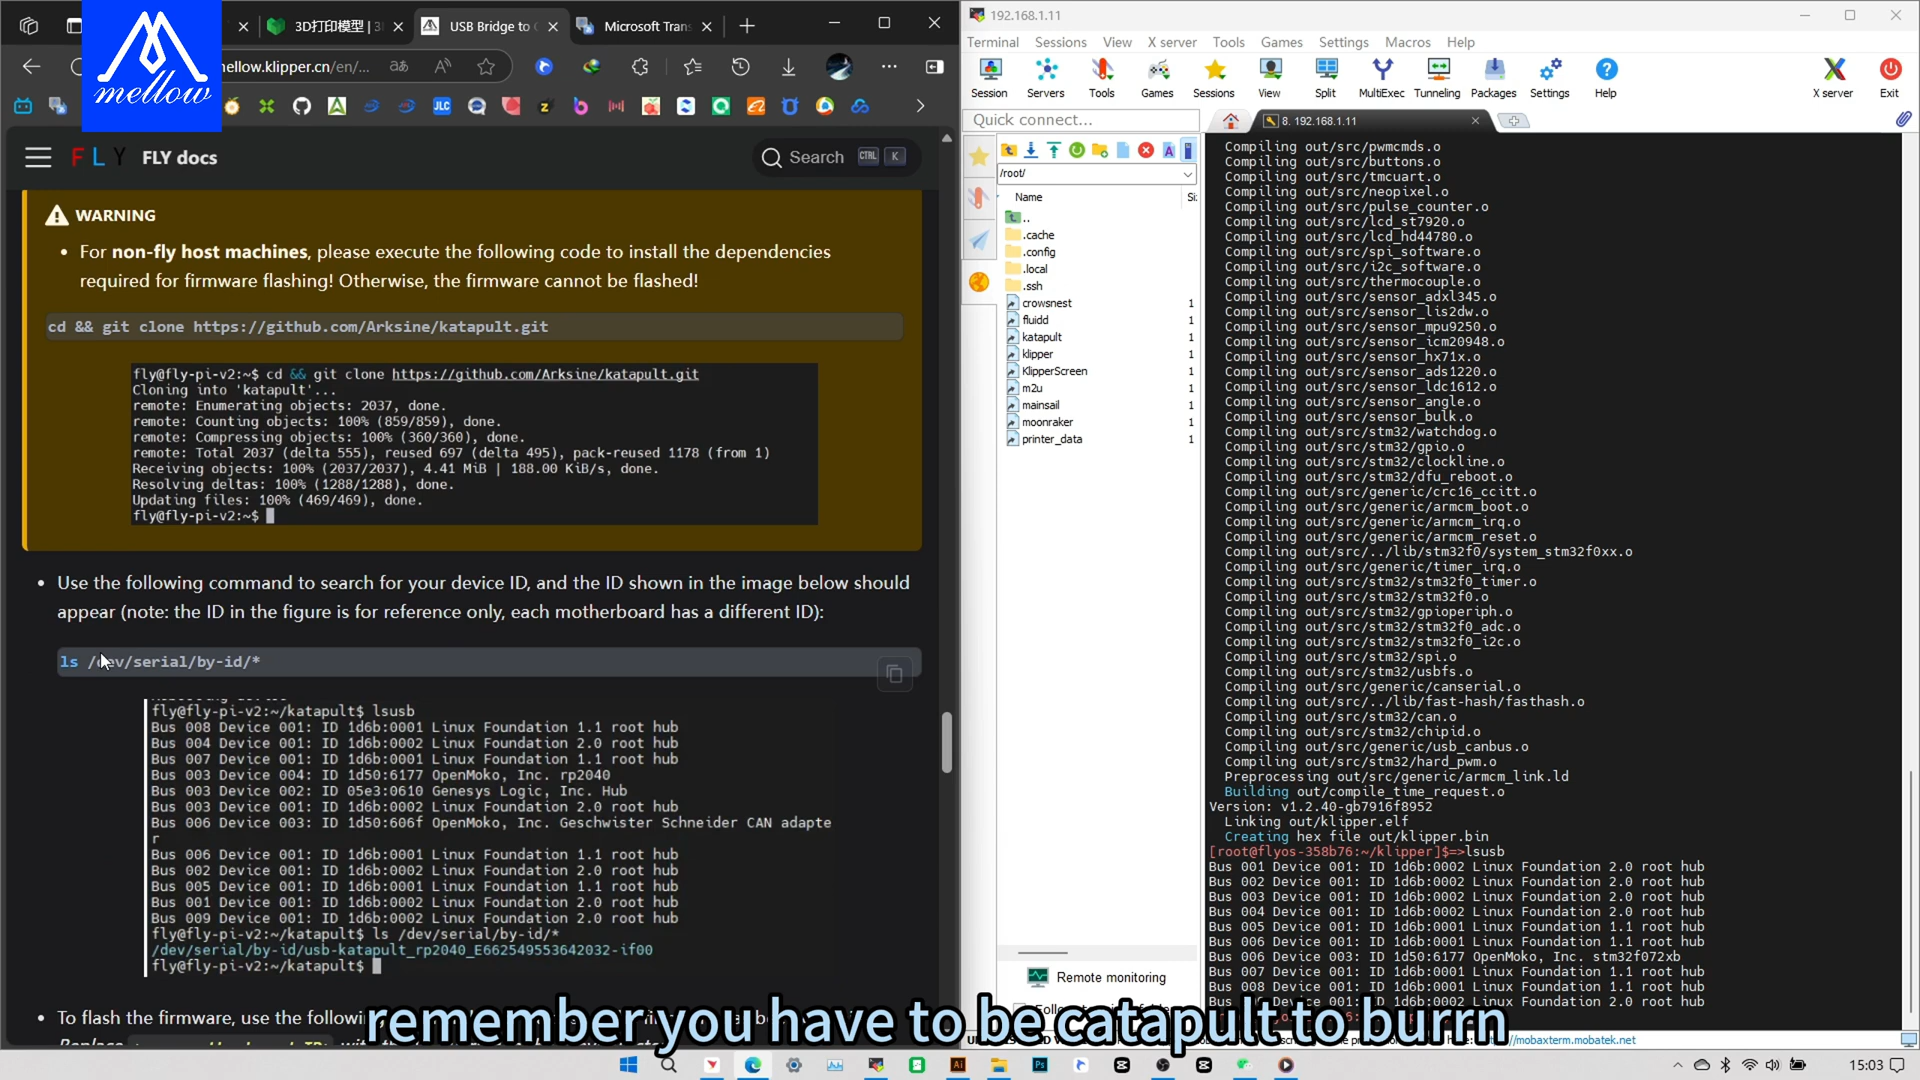 mellow
3D打印模型 | 3
USB Bridge to
Microsoft Tran
ellow.klipper.cn/en/...
FLY
FLY docs
Search
CTRL
K
WARNING
For non-fly host machines, please execute the following code to install the dependencies
required for firmware flashing! Otherwise, the firmware cannot be flashed!
cd && git clone https://github.com/Arksine/katapult.git
fly@fly-pi-v2:~$ cd && git clone https://github.com/Arksine/katapult.git
Cloning into 'katapult'...
remote: Enumerating objects: 2037, done.
remote: Counting objects: 100% (859/859), done.
remote: Compressing objects: 100% (360/360), done.
remote: Total 2037 (delta 555), reused 697 (delta 495), pack-reused 1178 (from 1)
Receiving objects: 100% (2037/2037), 4.41 MiB | 188.00 KiB/s, done.
Resolving deltas: 100% (1288/1288), done.
Updating files: 100% (469/469), done.
fly@fly-pi-v2:~$
Use the following command to search for your device ID, and the ID shown in the image below should
appear (note: the ID in the figure is for reference only, each motherboard has a different ID):
ls /dev/serial/by-id/*
fly@fly-pi-v2:~/katapult$ lsusb
Bus 008 Device 001: ID 1d6b:0001 Linux Foundation 1.1 root hub
Bus 004 Device 001: ID 1d6b:0002 Linux Foundation 2.0 root hub
Bus 007 Device 001: ID 1d6b:0001 Linux Foundation 1.1 root hub
Bus 003 Device 004: ID 1d50:6177 OpenMoko, Inc. rp2040
Bus 003 Device 002: ID 05e3:0610 Genesys Logic, Inc. Hub
Bus 003 Device 001: ID 1d6b:0002 Linux Foundation 2.0 root hub
Bus 006 Device 003: ID 1d50:606f OpenMoko, Inc. Geschwister Schneider CAN adapte
r
Bus 006 Device 001: ID 1d6b:0001 Linux Foundation 1.1 root hub
Bus 002 Device 001: ID 1d6b:0002 Linux Foundation 2.0 root hub
Bus 005 Device 001: ID 1d6b:0001 Linux Foundation 1.1 root hub
Bus 001 Device 001: ID 1d6b:0002 Linux Foundation 2.0 root hub
Bus 009 Device 001: ID 1d6b:0002 Linux Foundation 2.0 root hub
fly@fly-pi-v2:~/katapult$ ls /dev/serial/by-id/*
/dev/serial/by-id/usb-katapult_rp2040_E662549553642032-if00
fly@fly-pi-v2:~/katapult$
To flash the firmware, use the following
192.168.1.11
Terminal Sessions View X server Tools Games Settings Macros Help
Session Servers Tools Games Sessions View Split MultiExec Tunneling Packages Settings Help X server Exit
Quick connect...
8. 192.168.1.11
/root/
Name
..
.cache
.config
.local
.ssh
crowsnest 1
fluidd 1
katapult 1
klipper 1
KlipperScreen 1
m2u 1
mainsail 1
moonraker 1
printer_data 1
Remote monitoring
Compiling out/src/pwmcmds.o
Compiling out/src/buttons.o
Compiling out/src/tmcuart.o
Compiling out/src/neopixel.o
Compiling out/src/pulse_counter.o
Compiling out/src/lcd_st7920.o
Compiling out/src/lcd_hd44780.o
Compiling out/src/spi_software.o
Compiling out/src/i2c_software.o
Compiling out/src/thermocouple.o
Compiling out/src/sensor_adxl345.o
Compiling out/src/sensor_lis2dw.o
Compiling out/src/sensor_mpu9250.o
Compiling out/src/sensor_icm20948.o
Compiling out/src/sensor_hx71x.o
Compiling out/src/sensor_ads1220.o
Compiling out/src/sensor_ldc1612.o
Compiling out/src/sensor_angle.o
Compiling out/src/sensor_bulk.o
Compiling out/src/stm32/watchdog.o
Compiling out/src/stm32/gpio.o
Compiling out/src/stm32/clockline.o
Compiling out/src/stm32/dfu_reboot.o
Compiling out/src/generic/crc16_ccitt.o
Compiling out/src/generic/armcm_boot.o
Compiling out/src/generic/armcm_irq.o
Compiling out/src/generic/armcm_reset.o
Compiling out/src/../lib/stm32f0/system_stm32f0xx.o
Compiling out/src/generic/timer_irq.o
Compiling out/src/stm32/stm32f0_timer.o
Compiling out/src/stm32/stm32f0.o
Compiling out/src/stm32/gpioperiph.o
Compiling out/src/stm32/stm32f0_adc.o
Compiling out/src/stm32/stm32f0_i2c.o
Compiling out/src/stm32/spi.o
Compiling out/src/stm32/usbfs.o
Compiling out/src/generic/canserial.o
Compiling out/src/../lib/fast-hash/fasthash.o
Compiling out/src/stm32/can.o
Compiling out/src/stm32/chipid.o
Compiling out/src/generic/usb_canbus.o
Compiling out/src/stm32/hard_pwm.o
Preprocessing out/src/generic/armcm_link.ld
Building out/compile_time_request.o
Version: v1.2.40-gb7916f8952
Linking out/klipper.elf
Creating hex file out/klipper.bin
[root@flyos-358b76:~/klipper]$=>lsusb
Bus 001 Device 001: ID 1d6b:0002 Linux Foundation 2.0 root hub
Bus 002 Device 001: ID 1d6b:0002 Linux Foundation 2.0 root hub
Bus 003 Device 001: ID 1d6b:0002 Linux Foundation 2.0 root hub
Bus 004 Device 001: ID 1d6b:0002 Linux Foundation 2.0 root hub
Bus 005 Device 001: ID 1d6b:0001 Linux Foundation 1.1 root hub
Bus 006 Device 001: ID 1d6b:0001 Linux Foundation 1.1 root hub
Bus 006 Device 003: ID 1d50:6177 OpenMoko, Inc. stm32f072xb
Bus 007 Device 001: ID 1d6b:0001 Linux Foundation 1.1 root hub
Device 001: ID 1d6b:0002 Linux Foundation 2.0 root hub
remember you have to be catapult to burrn
//mobaxterm.mobatek.net
15:03